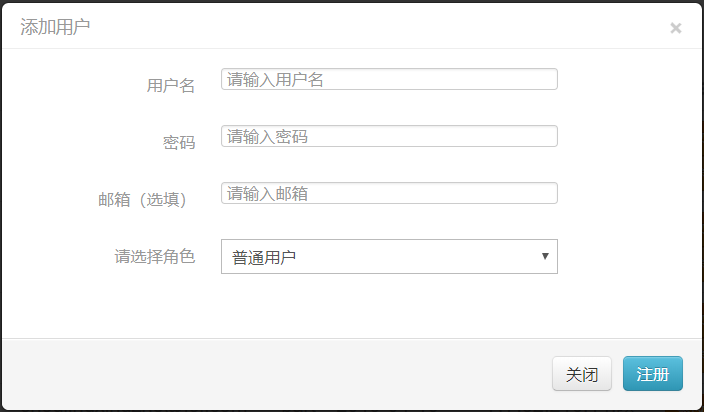 添加用户 ×
用户名 请输入用户名
密码 请输入密码
邮箱（选填） 请输入邮箱
请选择角色 普通用户
关闭 注册